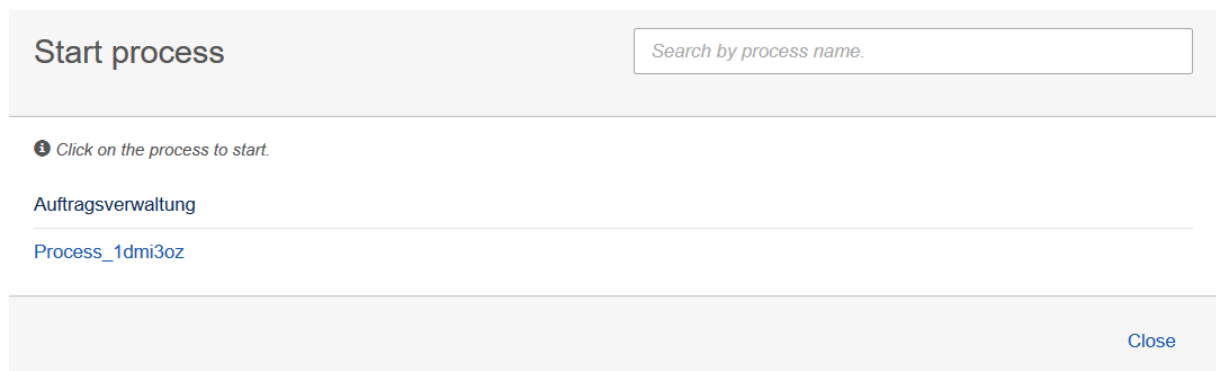 Start process
Search by process name.
Click on the process to start.
Auftragsverwaltung
Process_1dmi3oz
Close